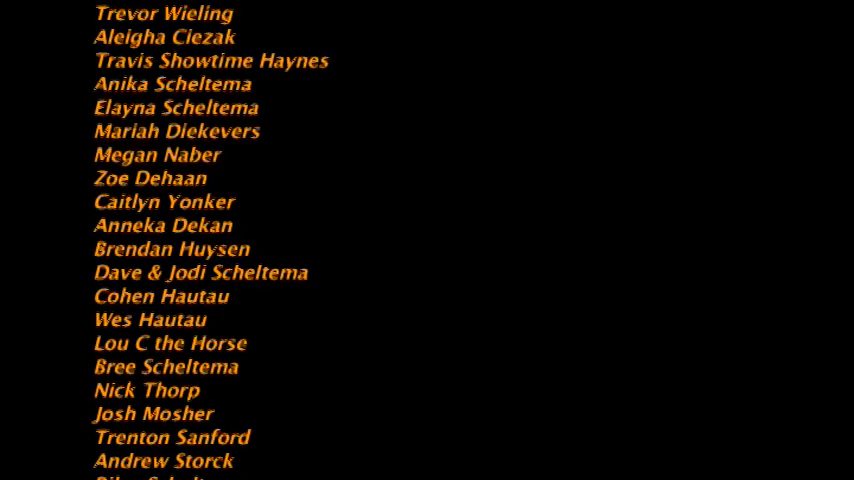 Trevor Wieling
Aleigha Ciezak
Travis Showtime Haynes
Anika Scheltema
Elayna Scheltema
Mariah Diekevers
Megan Naber
Zoe Dehaan
Caitlyn Yonker
Anneka Dekan
Brendan Huysen
Dave & Jodi Scheltema
Cohen Hautau
Wes Hautau
Lou C the Horse
Bree Scheltema
Nick Thorp
Josh Mosher
Trenton Sanford
Andrew Storck